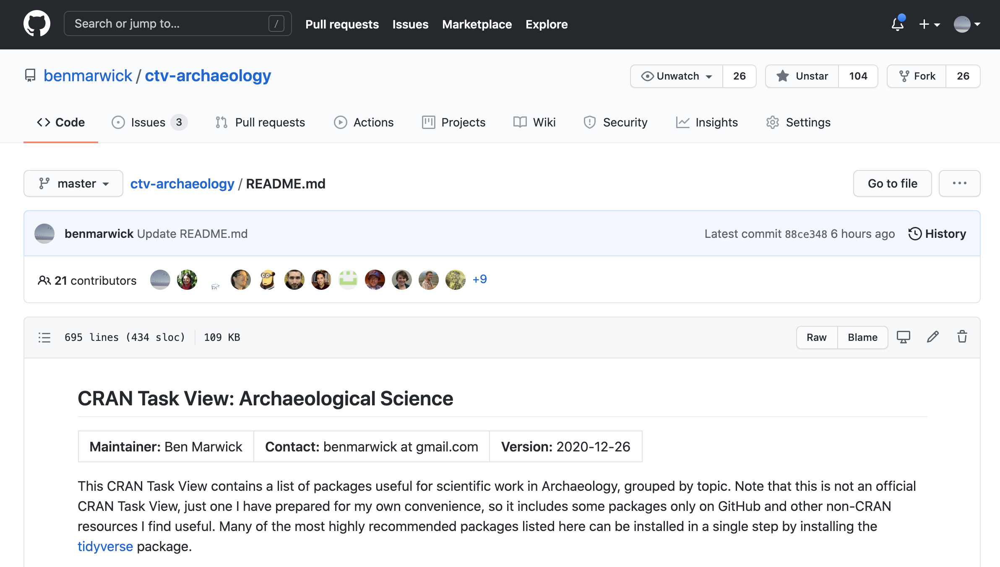 Search or jump to... /
Pull requests Issues Marketplace Explore
benmarwick / ctv-archaeology
Unwatch 26 Unstar 104 Fork 26
Code Issues 3 Pull requests Actions Projects Wiki Security Insights Settings
master ctv-archaeology / README.md Go to file ...
benmarwick Update README.md Latest commit 88ce348 6 hours ago History
21 contributors +9
695 lines (434 sloc) 109 KB Raw Blame
CRAN Task View: Archaeological Science
Maintainer: Ben Marwick Contact: benmarwick at gmail.com Version: 2020-12-26
This CRAN Task View contains a list of packages useful for scientific work in Archaeology, grouped by topic. Note that this is not an official
CRAN Task View, just one I have prepared for my own convenience, so it includes some packages only on GitHub and other non-CRAN
resources I find useful. Many of the most highly recommended packages listed here can be installed in a single step by installing the
tidyverse package.